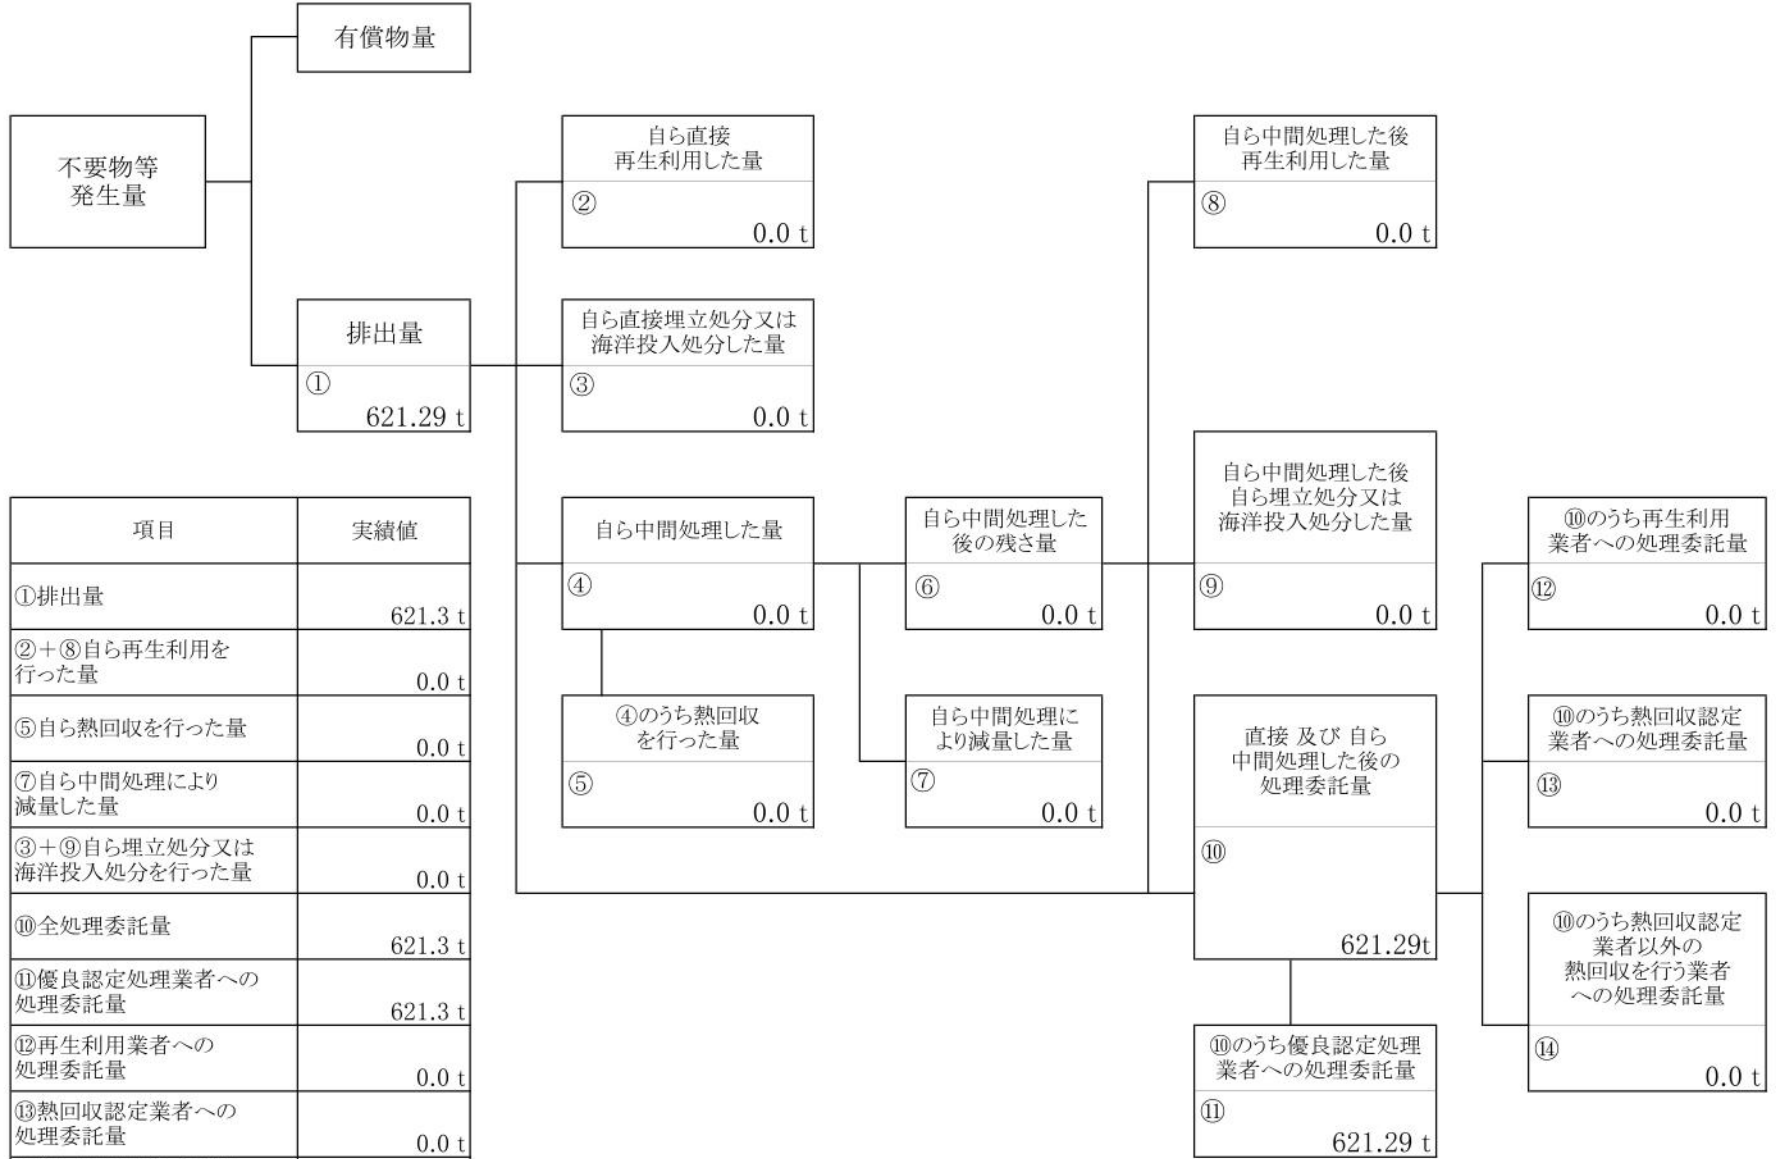 有償物量
不要物等
発生量
排出量
①
621.29 t
自ら直接
再生利用した量
②
0.0 t
自ら直接埋立処分又は
海洋投入処分した量
③
0.0 t
自ら中間処理した量
④
0.0 t
④のうち熱回収
を行った量
⑤
0.0 t
自ら中間処理した
後の残さ量
⑥
0.0 t
自ら中間処理に
より減量した量
⑦
0.0 t
自ら中間処理した後
再生利用した量
⑧
0.0 t
自ら中間処理した後
自ら埋立処分又は
海洋投入処分した量
⑨
0.0 t
直接 及び 自ら
中間処理した後の
処理委託量
⑩
621.29t
⑩のうち優良認定処理
業者への処理委託量
⑪
621.29 t
⑩のうち再生利用
業者への処理委託量
⑫
0.0 t
⑩のうち熱回収認定
業者への処理委託量
⑬
0.0 t
⑩のうち熱回収認定
業者以外の
熱回収を行う業者
への処理委託量
⑭
0.0 t
項目 実績値
①排出量
621.3 t
②＋⑧自ら再生利用を
行った量
0.0 t
⑤自ら熱回収を行った量
0.0 t
⑦自ら中間処理により
減量した量
0.0 t
③＋⑨自ら埋立処分又は
海洋投入処分を行った量
0.0 t
⑩全処理委託量
621.3 t
⑪優良認定処理業者への
処理委託量
621.3 t
⑫再生利用業者への
処理委託量
0.0 t
⑬熱回収認定業者への
処理委託量
0.0 t